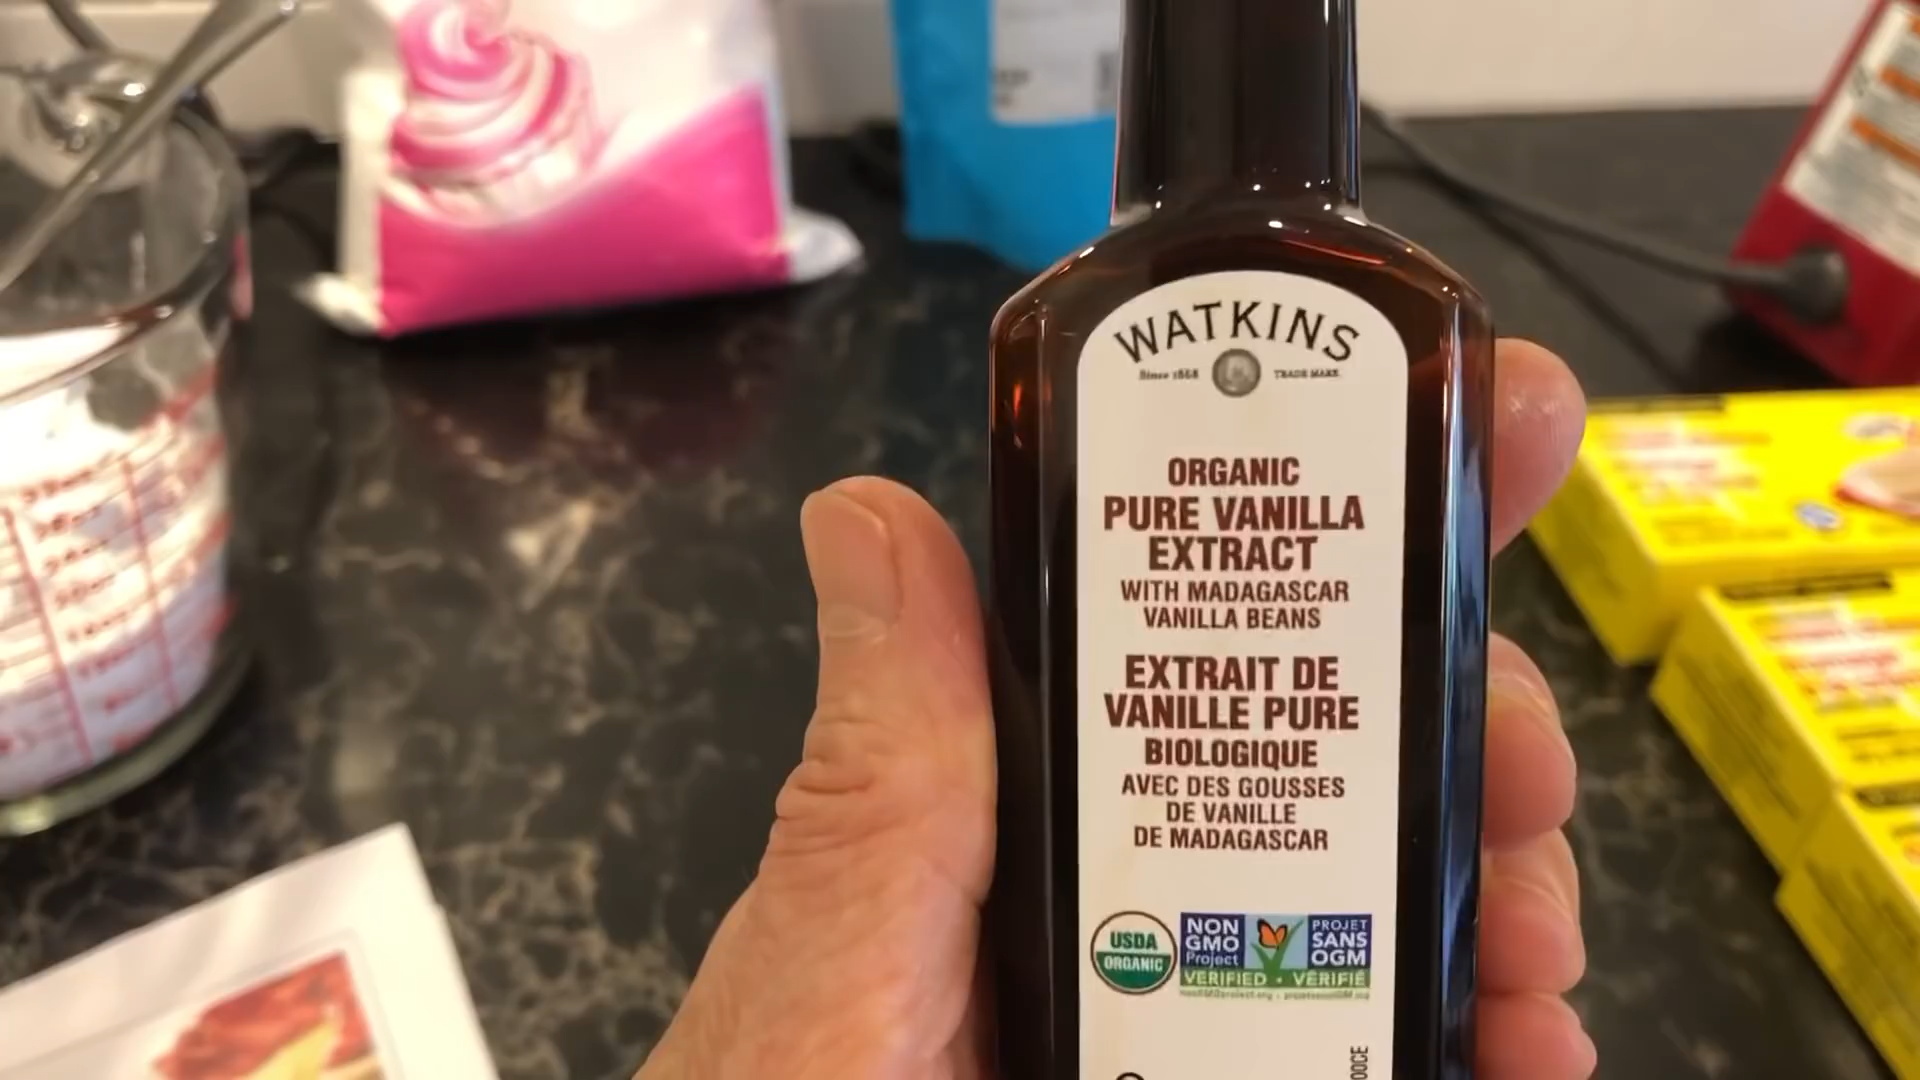 WATKINS
Since 1868 TRADE MARK
ORGANIC
PURE VANILLA
EXTRACT
WITH MADAGASCAR
VANILLA BEANS
EXTRAIT DE
VANILLE PURE
BIOLOGIQUE
AVEC DES GOUSSES
DE VANILLE
DE MADAGASCAR
USDA
ORGANIC
NON
GMO
Project
PROJET
SANS
OGM
VERIFIED • VÉRIFIÉ